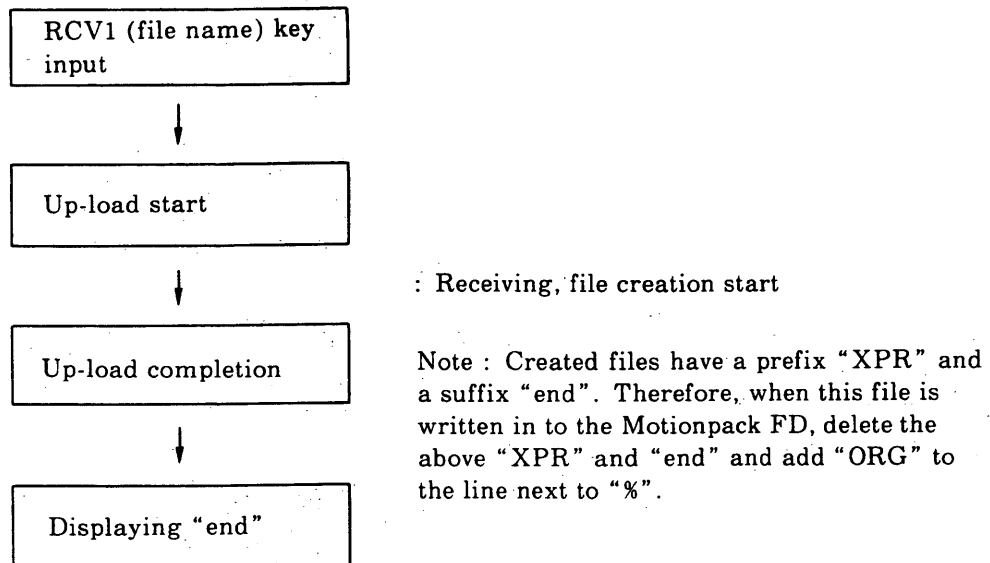 RCV1 (file name) key
input
Up-load start
: Receiving, file creation start
Up-load completion
Note : Created files have a prefix “XPR” and
a suffix “end”. Therefore, when this file is
written in to the Motionpack FD, delete the
above “XPR” and “end” and add “ORG” to
the line next to “%”.
Displaying “end”